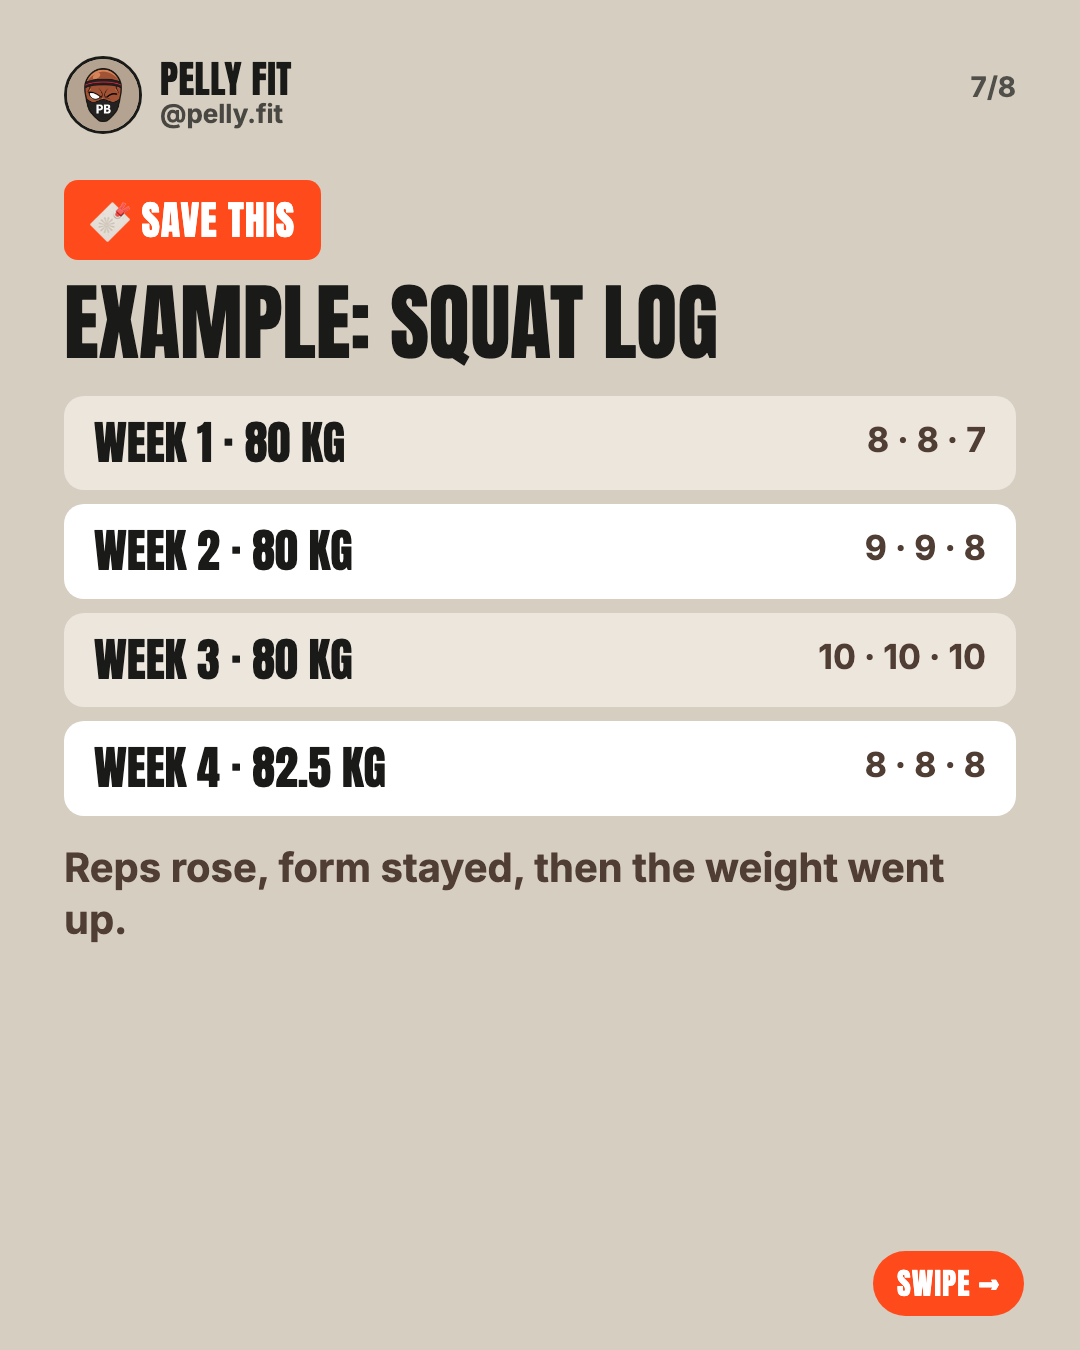 PELLY FIT
@pelly.fit
7/8
PB
SAVE THIS
EXAMPLE: SQUAT LOG
WEEK 1 · 80 KG 8 · 8 · 7
WEEK 2 · 80 KG 9 · 9 · 8
WEEK 3 · 80 KG 10 · 10 · 10
WEEK 4 · 82.5 KG 8 · 8 · 8
Reps rose, form stayed, then the weight went
up.
SWIPE →